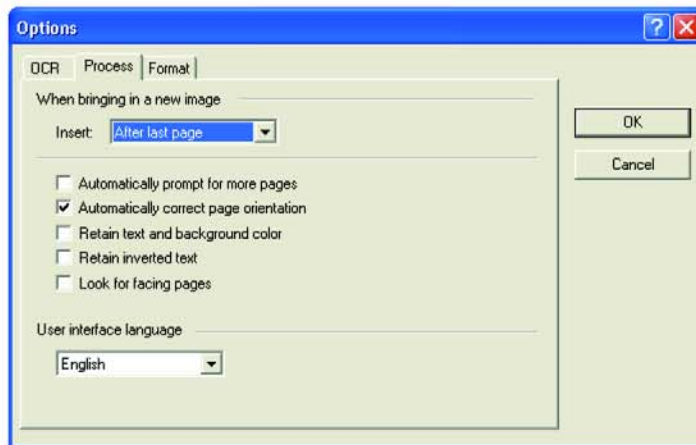 Options
OCR Process Format
When bringing in a new image
Insert: After last page
OK
Cancel
Automatically prompt for more pages
Automatically correct page orientation
Retain text and background color
Retain inverted text
Look for facing pages
User interface language
English